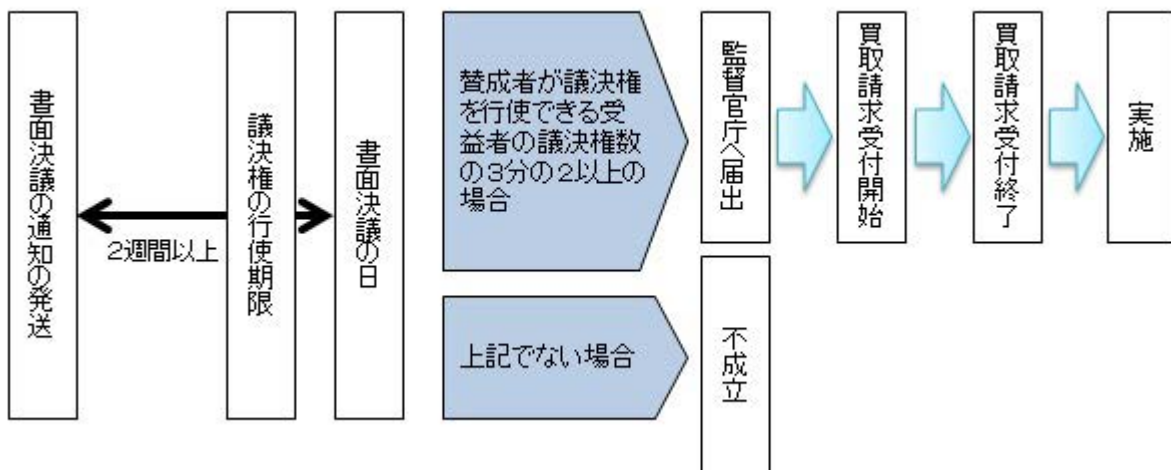 書面決議の通知の発送
2週間以上
議決権の行使期限
書面決議の日
賛成者が議決権
を行使できる受
益者の議決権数
の3分の2以上の
場合
監督官庁へ届出
買取請求受付開始
買取請求受付終了
実施
上記でない場合
不成立